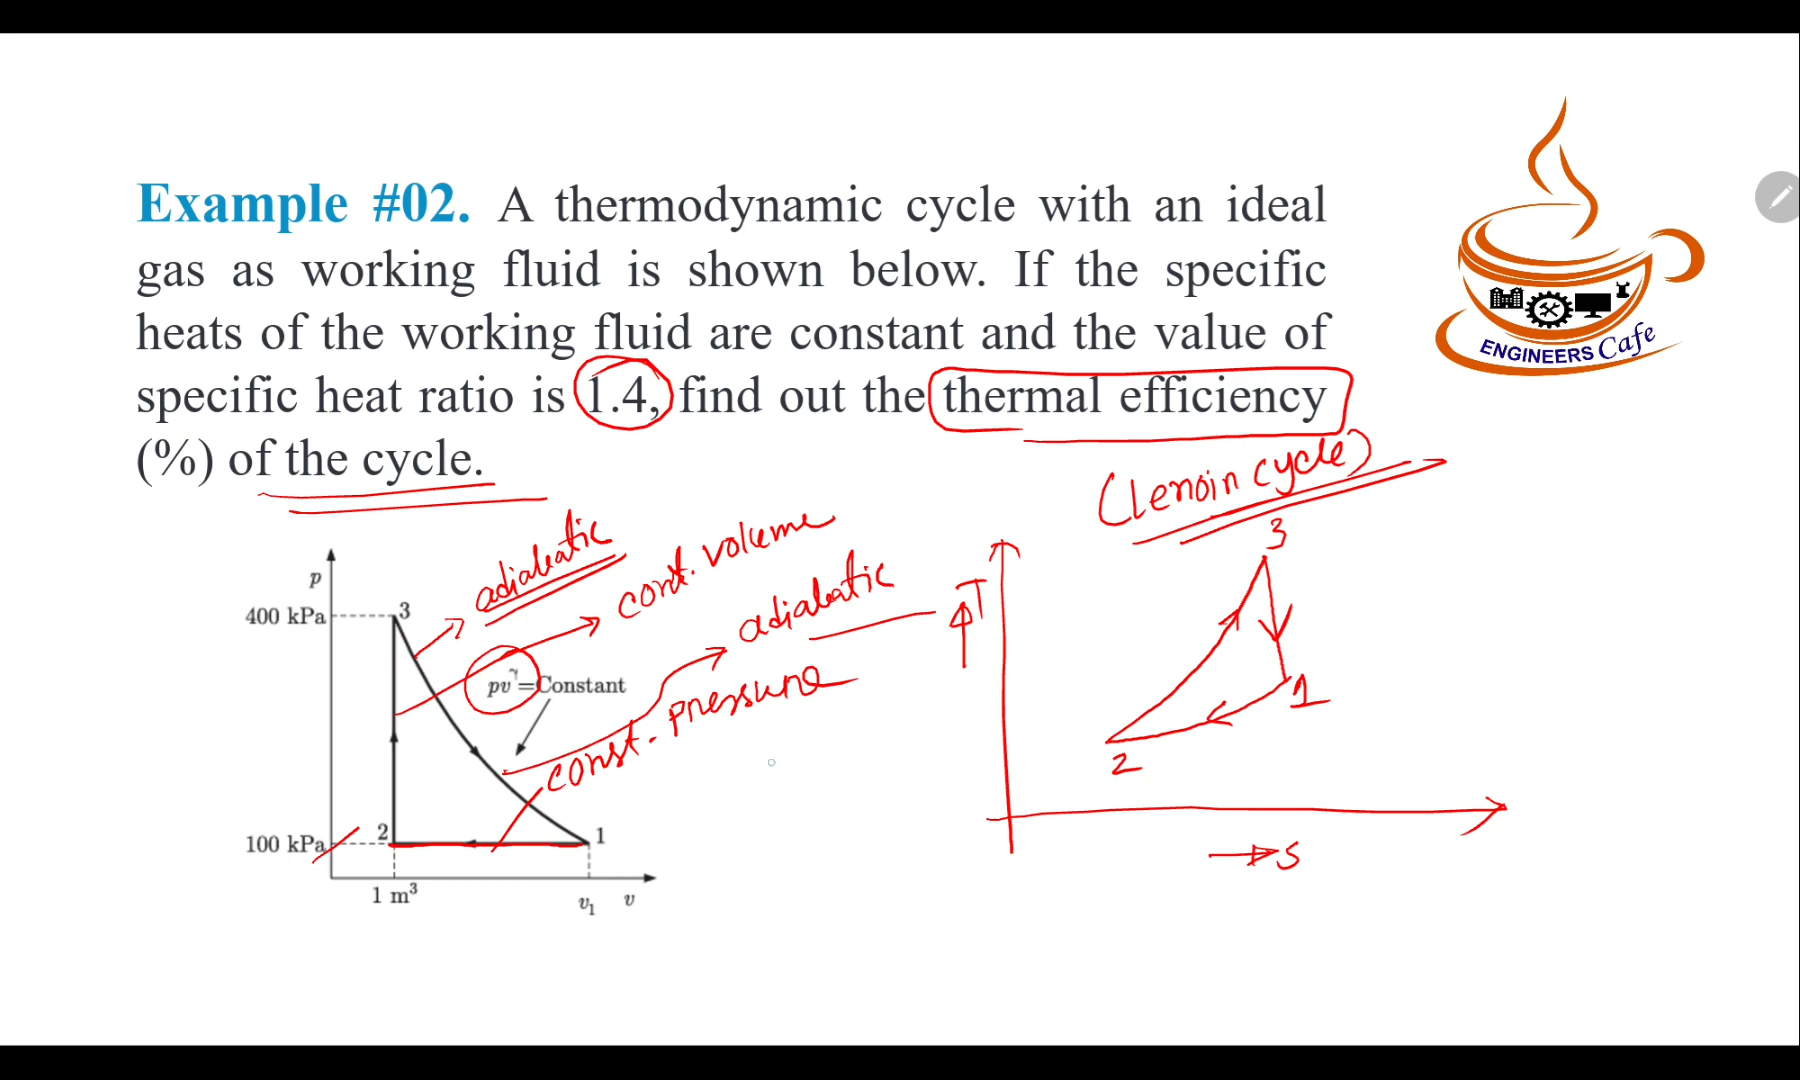 Example #02. A thermodynamic cycle with an ideal
gas as working fluid is shown below. If the specific
heats of the working fluid are constant and the value of
specific heat ratio is 1.4, find out the thermal efficiency
(%) of the cycle.
ENGINEERS Cafe
(Lenoin cycle)
adiabatic
cont. volume
adiabatic
const. pressure
p
400 kPa
3
pvᵞ=Constant
100 kPa
2
1
1 m³
v₁
v
T
3
1
2
s